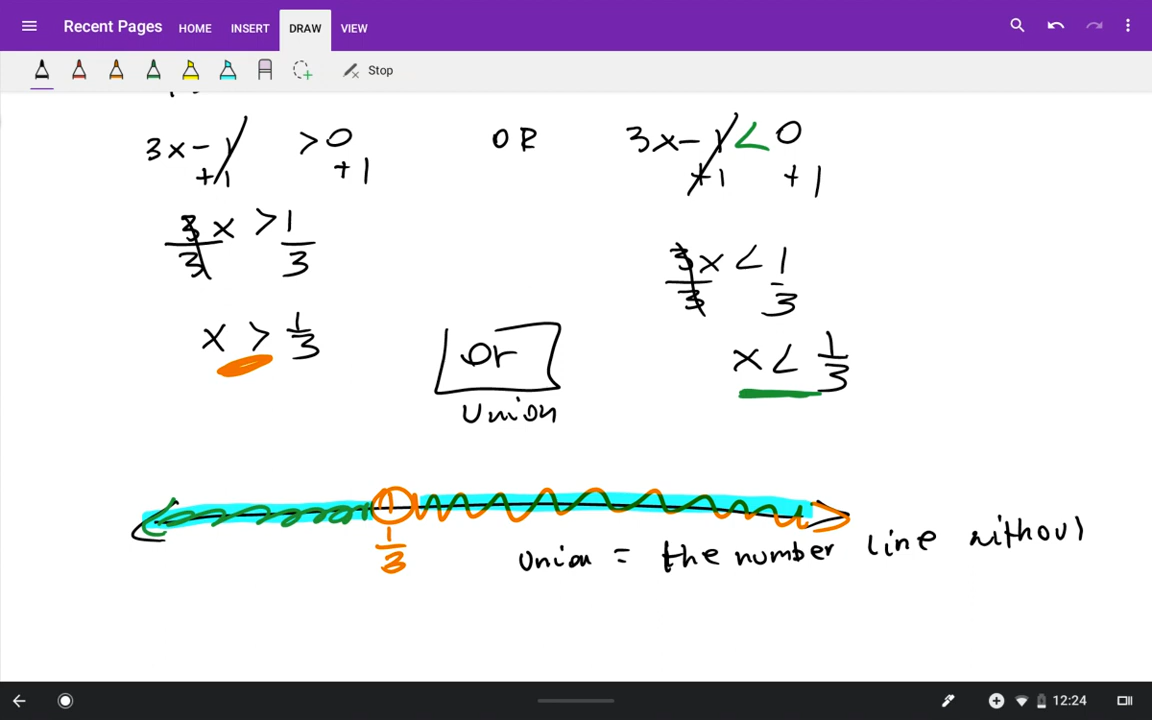 Recent Pages HOME INSERT DRAW VIEW
Stop
3x-1 >0 OR 3x-1<0
+1 +1 +1 +1
3x >1 3x <1
3 3 3 3
x > 1/3 or x < 1/3
Union
1/3
Union = the number line without
12:24